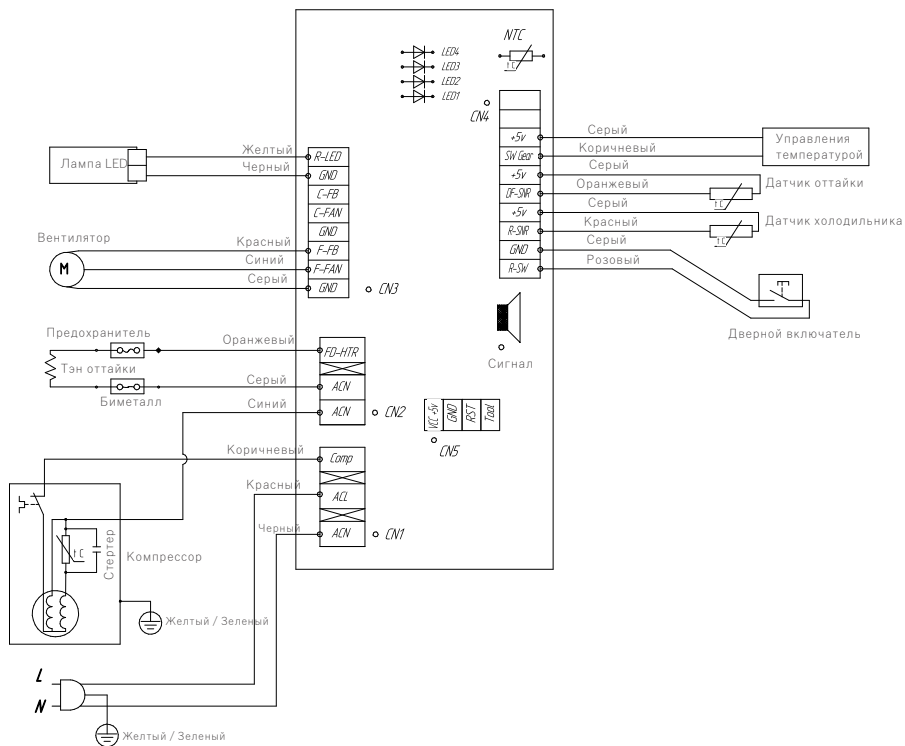 NTC
t C
LED4
LED3
LED2
LED1
CN4
+5v
SW Gear
+5v
DF-SNR
+5v
R-SNR
GND
R-SW
Серый
Коричневый
Серый
Оранжевый
Серый
Красный
Серый
Розовый
Управления
температурой
Датчик оттайки
t C
Датчик холодильника
t C
Дверной включатель
Лампа LED
Желтый
Черный
R-LED
GND
C-FB
C-FAN
GND
F-FB
F-FAN
GND
CN3
Вентилятор
M
Красный
Синий
Серый
Сигнал
Предохранитель
Тэн оттайки
Биметалл
Оранжевый
Серый
Синий
FD-HTR
ACN
ACN
CN2
VCC +5v
GND
RST
Tool
CN5
Коричневый
Красный
Черный
Comp
ACL
ACN
CN1
t C
Стертер
Компрессор
Желтый / Зеленый
L
N
Желтый / Зеленый